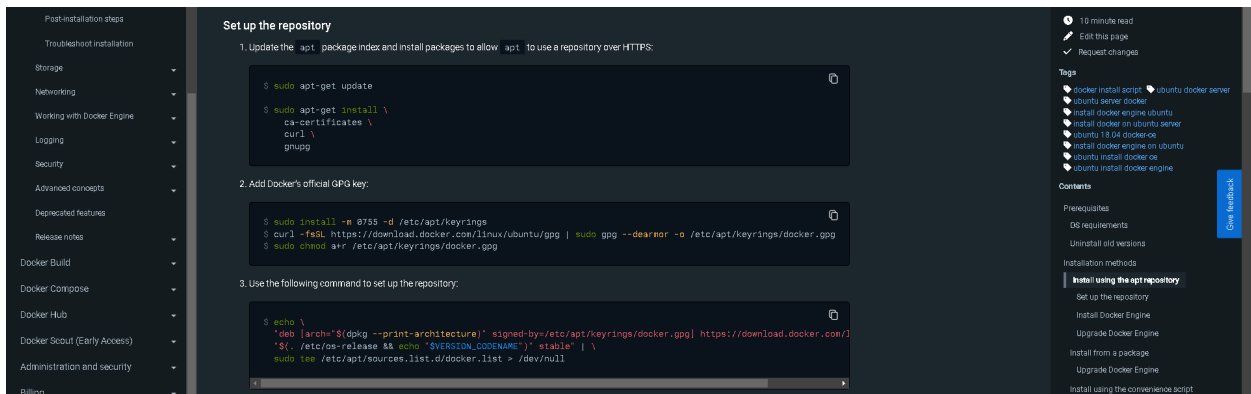 Post-installation steps
Troubleshoot installation
Storage
Networking
Working with Docker Engine
Logging
Security
Advanced concepts
Deprecated features
Release notes
Docker Build
Docker Compose
Docker Hub
Docker Scout (Early Access)
Administration and security
Billing
Set up the repository
1. Update the apt package index and install packages to allow apt to use a repository over HTTPS:
$ sudo apt-get update
$ sudo apt-get install \
ca-certificates \
curl \
gnupg
2. Add Docker's official GPG key:
$ sudo install -m 0755 -d /etc/apt/keyrings
$ curl -fsSL https://download.docker.com/linux/ubuntu/gpg | sudo gpg --dearmor -o /etc/apt/keyrings/docker.gpg
$ sudo chmod a+r /etc/apt/keyrings/docker.gpg
3. Use the following command to set up the repository:
$ echo \
"deb [arch="$(dpkg --print-architecture)" signed-by=/etc/apt/keyrings/docker.gpg] https://download.docker.com/l
"$(. /etc/os-release && echo "$VERSION_CODENAME")" stable" | \
sudo tee /etc/apt/sources.list.d/docker.list > /dev/null
10 minute read
Edit this page
Request changes
Tags
docker install script ubuntu docker server
ubuntu server docker
install docker engine ubuntu
install docker on ubuntu server
ubuntu 18.04 docker-ce
install docker engine on ubuntu
ubuntu install docker ce
ubuntu install docker engine
Contents
Prerequisites
OS requirements
Uninstall old versions
Installation methods
Install using the apt repository
Set up the repository
Install Docker Engine
Upgrade Docker Engine
Install from a package
Upgrade Docker Engine
Install using the convenience script
Give feedback